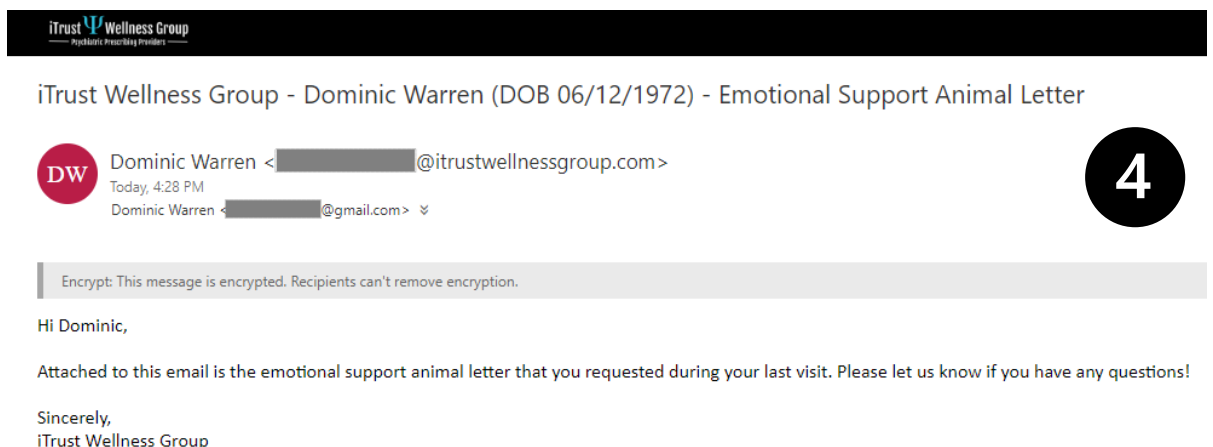 iTrust Ψ Wellness Group
Psychiatric Prescribing Providers
iTrust Wellness Group - Dominic Warren (DOB 06/12/1972) - Emotional Support Animal Letter
DW
Dominic Warren < @itrustwellnessgroup.com>
Today, 4:28 PM
Dominic Warren < @gmail.com>
4
Encrypt: This message is encrypted. Recipients can't remove encryption.
Hi Dominic,
Attached to this email is the emotional support animal letter that you requested during your last visit. Please let us know if you have any questions!
Sincerely,
iTrust Wellness Group